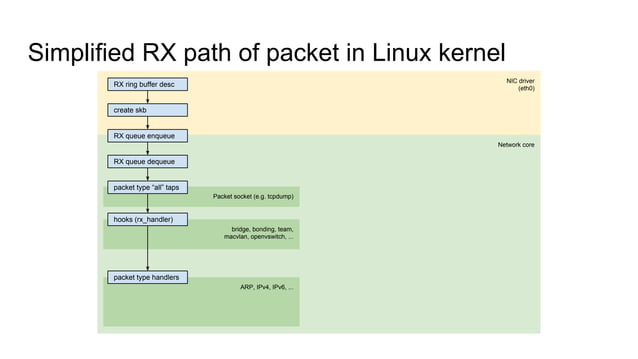 Simplified RX path of packet in Linux kernel
RX ring buffer desc
NIC driver
(eth0)
create skb
RX queue enqueue
Network core
RX queue dequeue
packet type “all” taps
Packet socket (e.g. tcpdump)
hooks (rx_handler)
bridge, bonding, team,
macvlan, openvswitch, ...
packet type handlers
ARP, IPv4, IPv6, ...